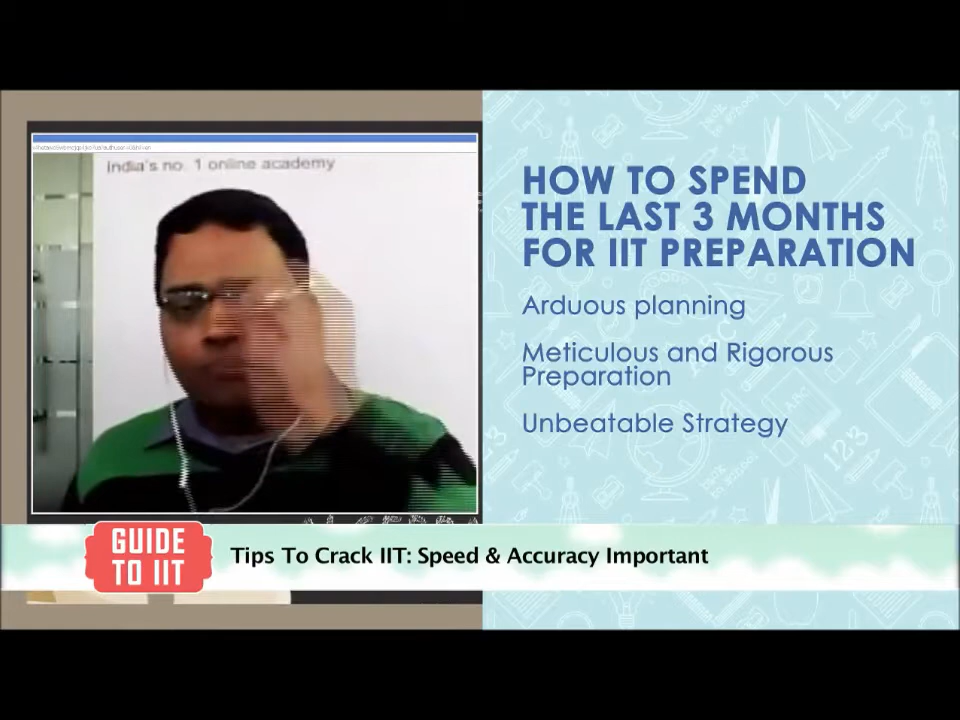 India's no. 1 online academy
HOW TO SPEND
THE LAST 3 MONTHS
FOR IIT PREPARATION
Arduous planning
Meticulous and Rigorous
Preparation
Unbeatable Strategy
GUIDE
TO IIT
Tips To Crack IIT: Speed & Accuracy Important